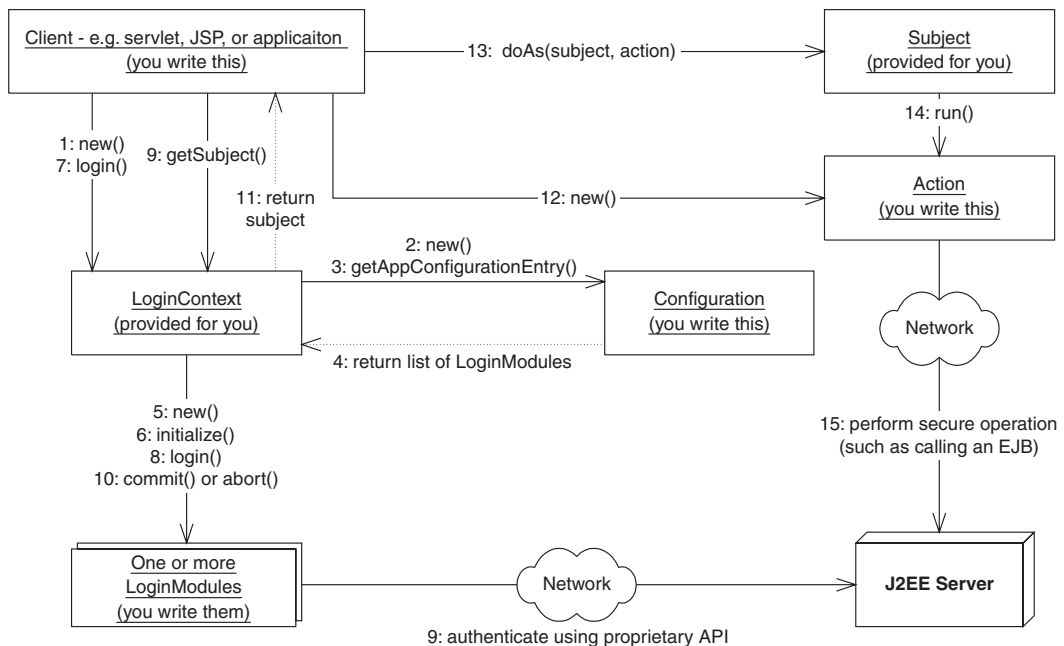 Client - e.g. servlet, JSP, or applicaiton
(you write this)
13:  doAs(subject, action)
Subject
(provided for you)
1: new()
7: login()
9: getSubject()
11: return
subject
14: run()
12: new()
Action
(you write this)
2: new()
3: getAppConfigurationEntry()
LoginContext
(provided for you)
Configuration
(you write this)
4: return list of LoginModules
Network
5: new()
6: initialize()
8: login()
10: commit() or abort()
15: perform secure operation
(such as calling an EJB)
One or more
LoginModules
(you write them)
Network
J2EE Server
9: authenticate using proprietary API